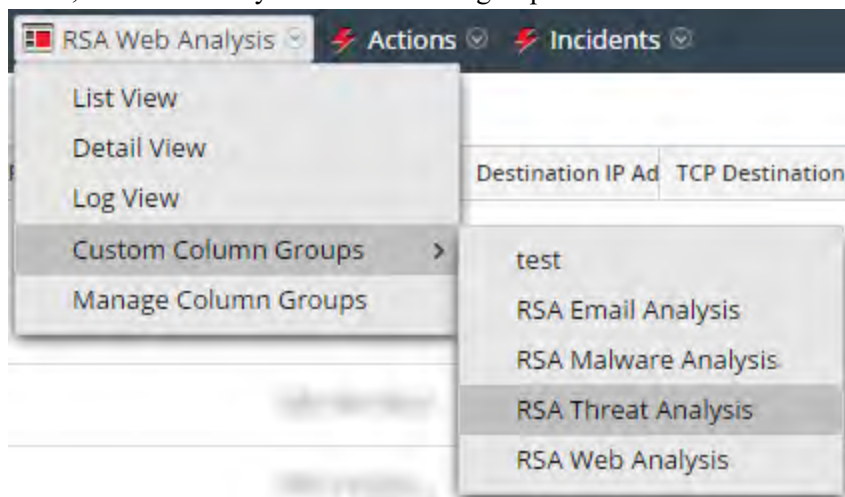 RSA Web Analysis Actions Incidents
List View
Detail View
Destination IP Ad TCP Destination
Log View
Custom Column Groups >
test
Manage Column Groups
RSA Email Analysis
RSA Malware Analysis
RSA Threat Analysis
RSA Web Analysis